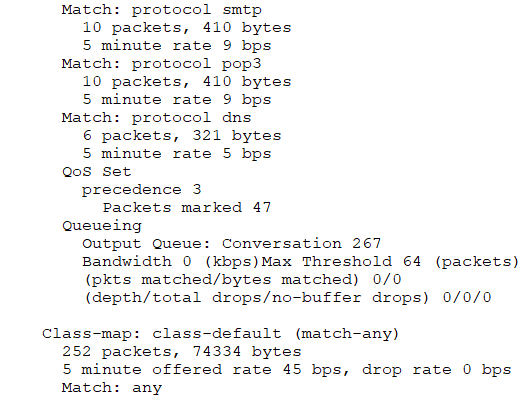 Match: protocol smtp
10 packets, 410 bytes
5 minute rate 9 bps
Match: protocol pop3
10 packets, 410 bytes
5 minute rate 9 bps
Match: protocol dns
6 packets, 321 bytes
5 minute rate 5 bps
QoS Set
precedence 3
Packets marked 47
Queueing
Output Queue: Conversation 267
Bandwidth 0 (kbps)Max Threshold 64 (packets)
(pkts matched/bytes matched) 0/0
(depth/total drops/no-buffer drops) 0/0/0
Class-map: class-default (match-any)
252 packets, 74334 bytes
5 minute offered rate 45 bps, drop rate 0 bps
Match: any